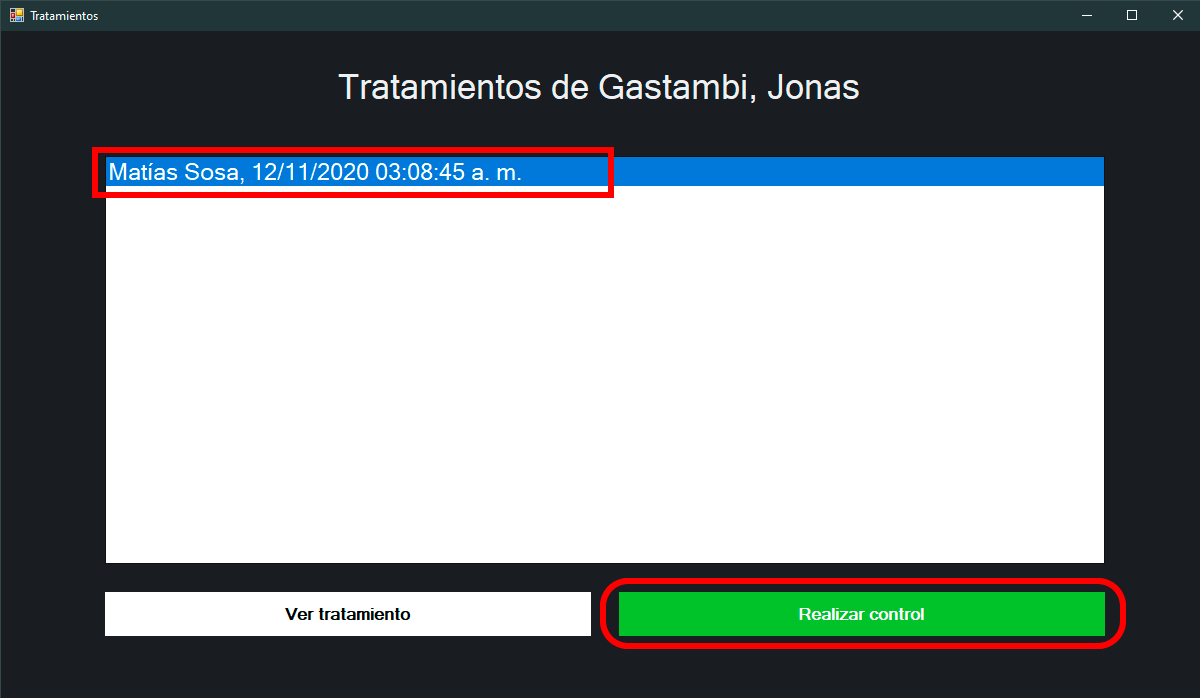 Tratamientos
Tratamientos de Gastambi, Jonas
Matías Sosa, 12/11/2020 03:08:45 a. m.
Ver tratamiento
Realizar control